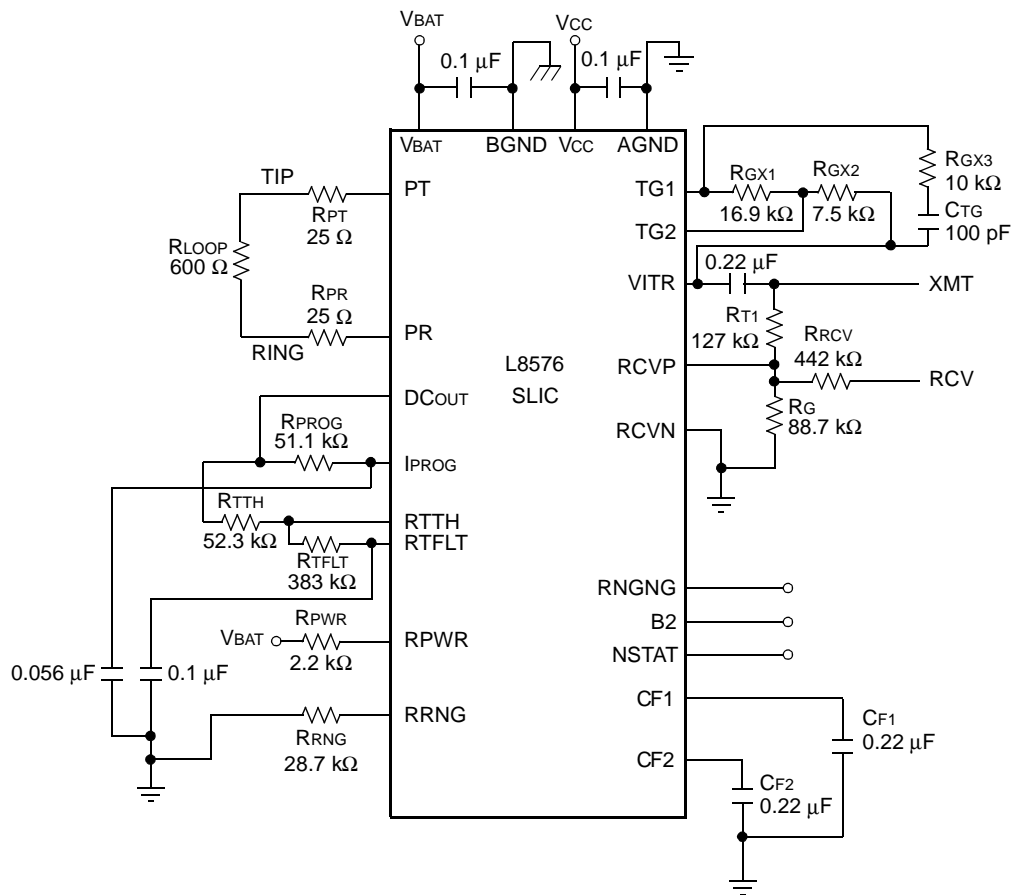 VBAT
VCC
0.1 µF
0.1 µF
VBAT
BGND
VCC
AGND
RGX3
10 kΩ
CTG
100 pF
TIP
RPT
25 Ω
PT
TG1
RGX1
16.9 kΩ
RGX2
7.5 kΩ
TG2
RLOOP
600 Ω
0.22 µF
VITR
XMT
RPR
25 Ω
RING
PR
RT1
127 kΩ
L8576
SLIC
RCVP
RRCV
442 kΩ
RCV
DCOUT
RG
88.7 kΩ
RCVN
RPROG
51.1 kΩ
IPROG
RTTH
52.3 kΩ
RTTH
RTFLT
383 kΩ
RTFLT
RNGNG
RPWR
2.2 kΩ
VBAT
RPWR
B2
NSTAT
0.056 µF
0.1 µF
CF1
CF1
0.22 µF
RRNG
RRNG
28.7 kΩ
CF2
CF2
0.22 µF